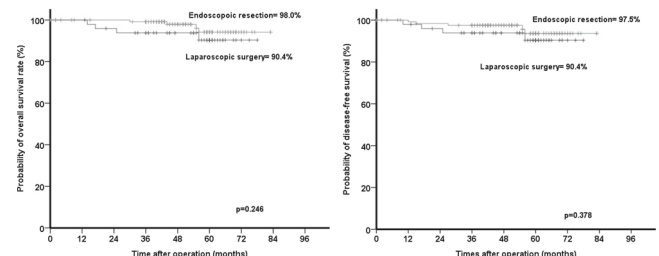 Probability of overall survival rate (%)
100
80
60
40
20
0
Endoscopic resection= 98.0%
Laparoscopic surgery= 90.4%
p=0.246
0 12 24 36 48 60 72 84 96
Time after operation (months)
Probability of disease-free survival (%)
100
80
60
40
20
0
Endoscopic resection= 97.5%
Laparoscopic surgery= 90.4%
p=0.378
0 12 24 36 48 60 72 84 96
Times after operation (months)